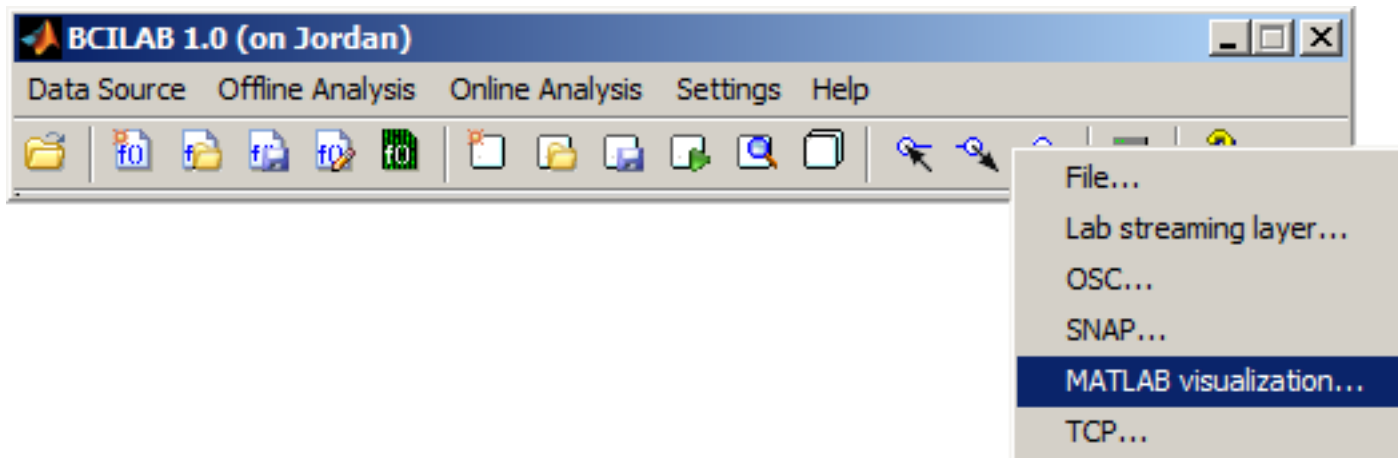 BCILAB 1.0 (on Jordan)
Data Source Offline Analysis Online Analysis Settings Help
f() f() f() f() f()
File...
Lab streaming layer...
OSC...
SNAP...
MATLAB visualization...
TCP...